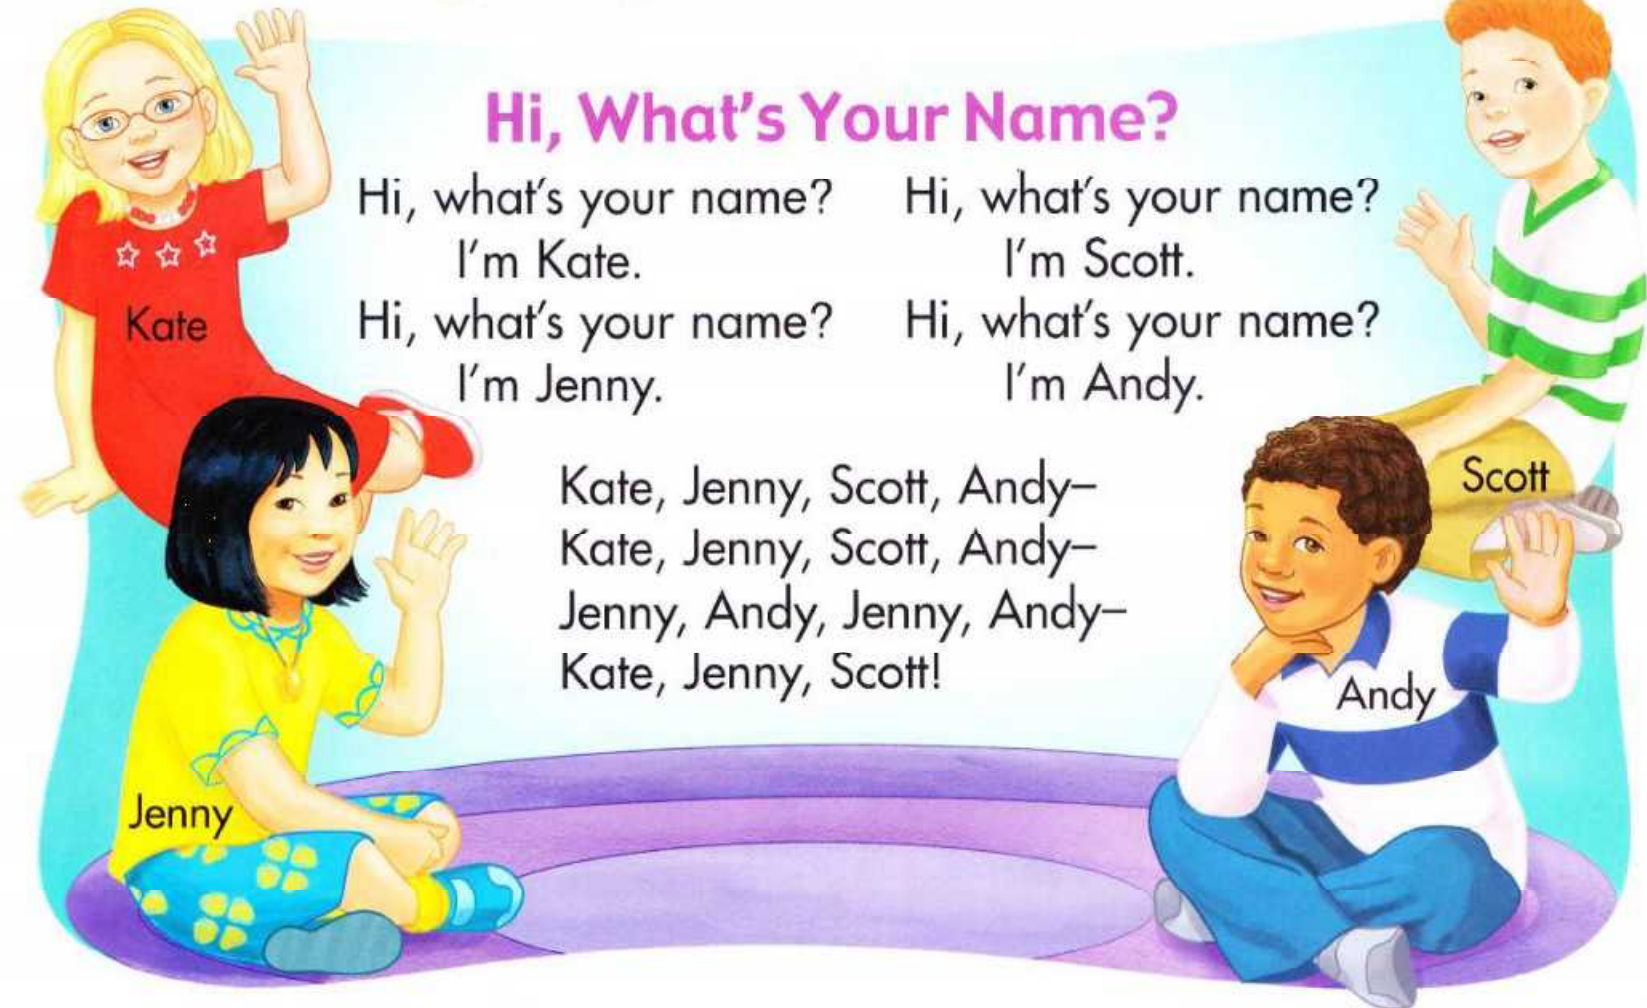 Hi, What's Your Name?
Hi, what's your name?
I'm Kate.
Hi, what's your name?
I'm Jenny.
Hi, what's your name?
I'm Scott.
Hi, what's your name?
I'm Andy.
Kate, Jenny, Scott, Andy–
Kate, Jenny, Scott, Andy–
Jenny, Andy, Jenny, Andy–
Kate, Jenny, Scott!
Kate
Scott
Andy
Jenny